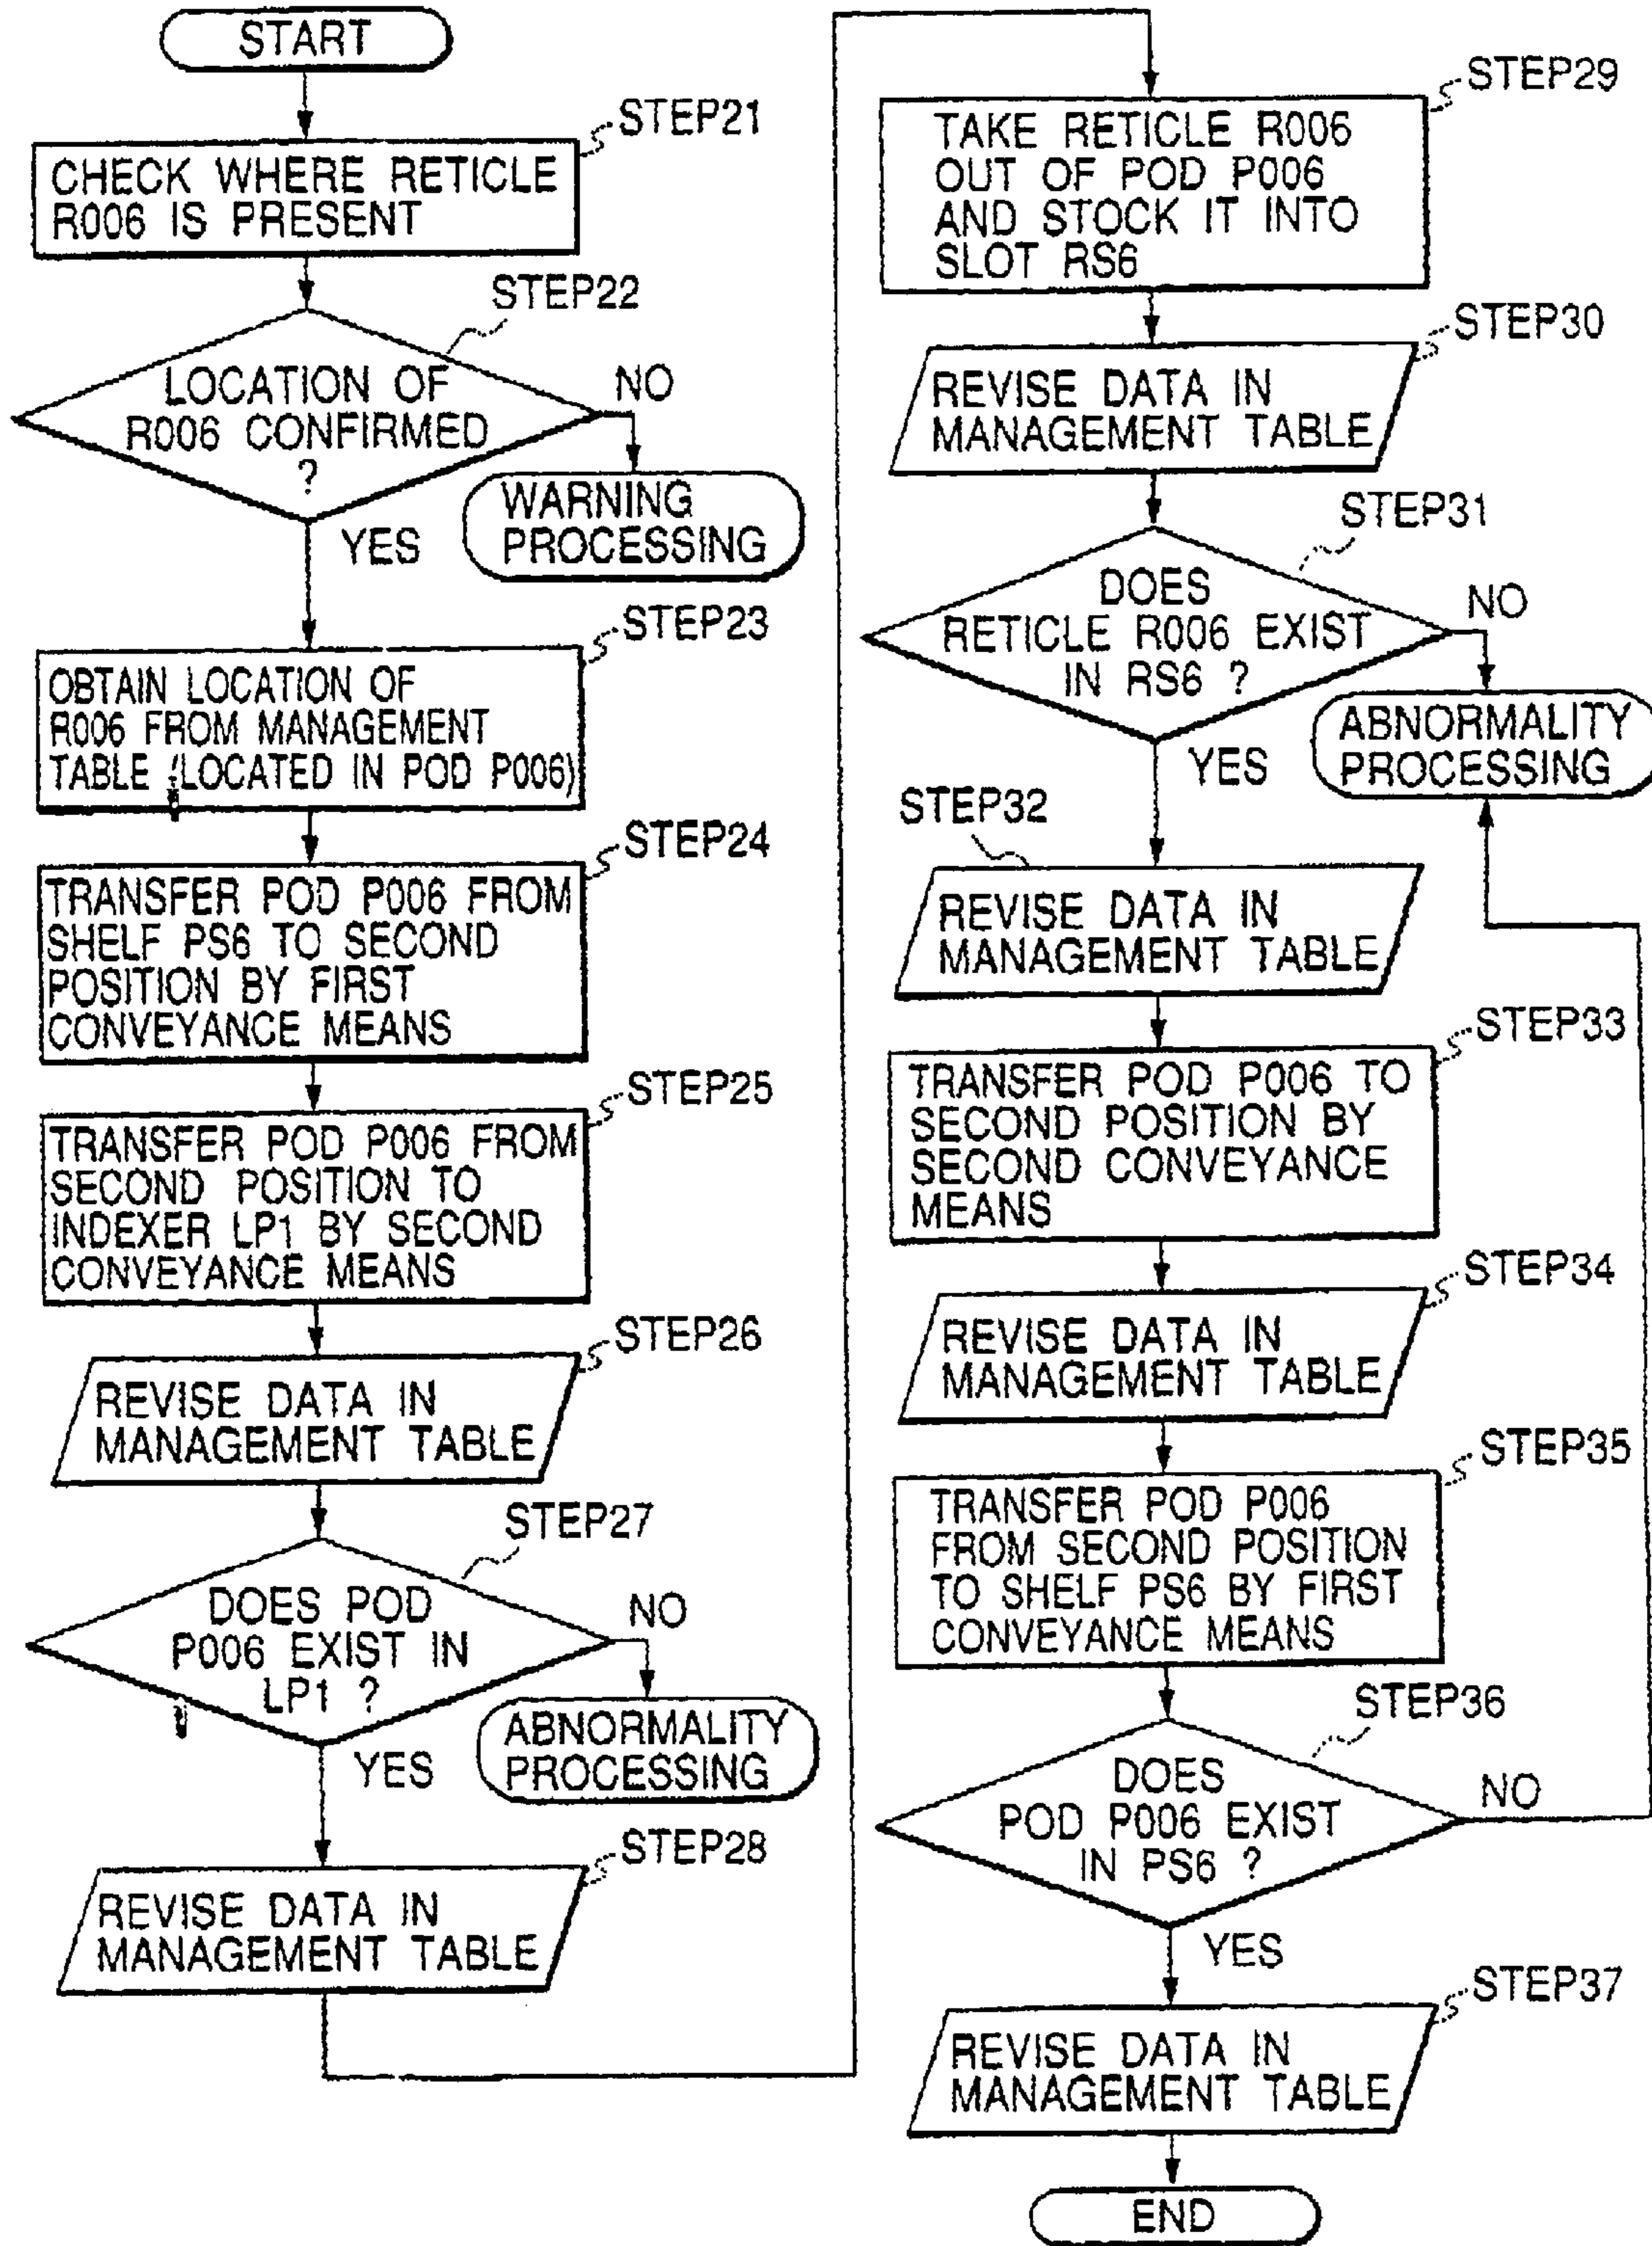 START
STEP21
CHECK WHERE RETICLE
R006 IS PRESENT
STEP22
LOCATION OF
R006 CONFIRMED
?
NO
WARNING
PROCESSING
YES
STEP23
OBTAIN LOCATION OF
R006 FROM MANAGEMENT
TABLE (LOCATED IN POD P006)
STEP24
TRANSFER POD P006 FROM
SHELF PS6 TO SECOND
POSITION BY FIRST
CONVEYANCE MEANS
STEP25
TRANSFER POD P006 FROM
SECOND POSITION TO
INDEXER LP1 BY SECOND
CONVEYANCE MEANS
STEP26
REVISE DATA IN
MANAGEMENT TABLE
STEP27
DOES POD
P006 EXIST IN
LP1 ?
NO
ABNORMALITY
PROCESSING
YES
STEP28
REVISE DATA IN
MANAGEMENT TABLE
STEP29
TAKE RETICLE R006
OUT OF POD P006
AND STOCK IT INTO
SLOT RS6
STEP30
REVISE DATA IN
MANAGEMENT TABLE
STEP31
DOES
RETICLE R006 EXIST
IN RS6 ?
NO
ABNORMALITY
PROCESSING
YES
STEP32
REVISE DATA IN
MANAGEMENT TABLE
STEP33
TRANSFER POD P006 TO
SECOND POSITION BY
SECOND CONVEYANCE
MEANS
STEP34
REVISE DATA IN
MANAGEMENT TABLE
STEP35
TRANSFER POD P006
FROM SECOND POSITION
TO SHELF PS6 BY FIRST
CONVEYANCE MEANS
STEP36
DOES
POD P006 EXIST
IN PS6 ?
NO
YES
STEP37
REVISE DATA IN
MANAGEMENT TABLE
END